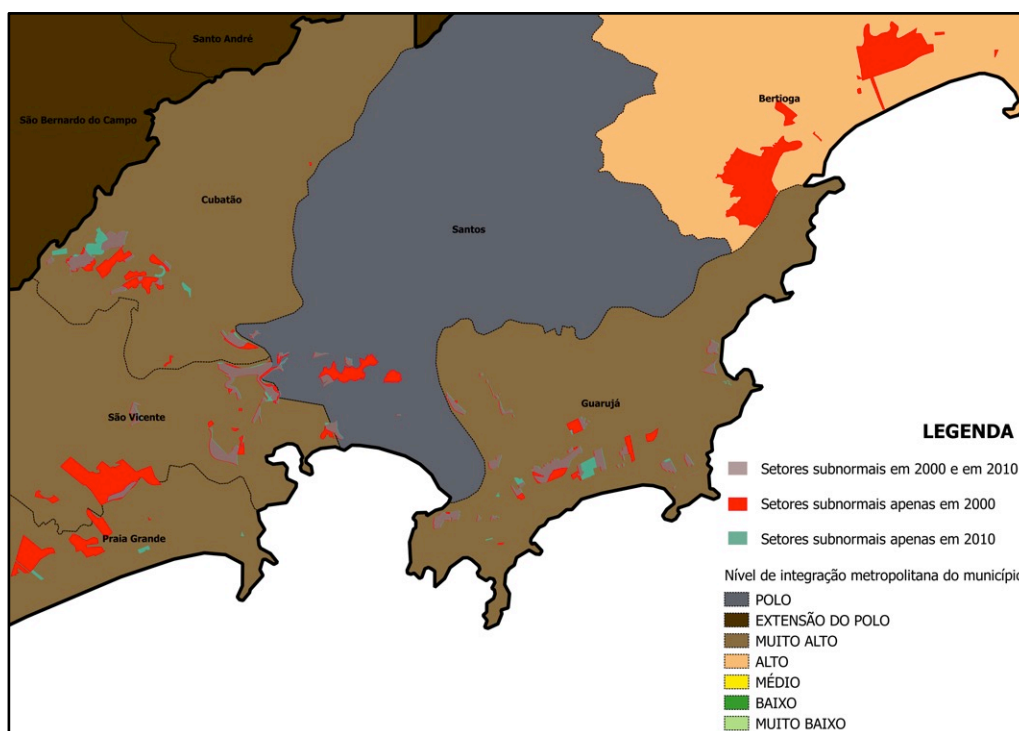 Santo André
São Bernardo do Campo
Bertioga
Cubatão
Santos
Guarujá
São Vicente
Praia Grande
LEGENDA
Setores subnormais em 2000 e em 2010
Setores subnormais apenas em 2000
Setores subnormais apenas em 2010
Nível de integração metropolitana do município
POLO
EXTENSÃO DO POLO
MUITO ALTO
ALTO
MÉDIO
BAIXO
MUITO BAIXO